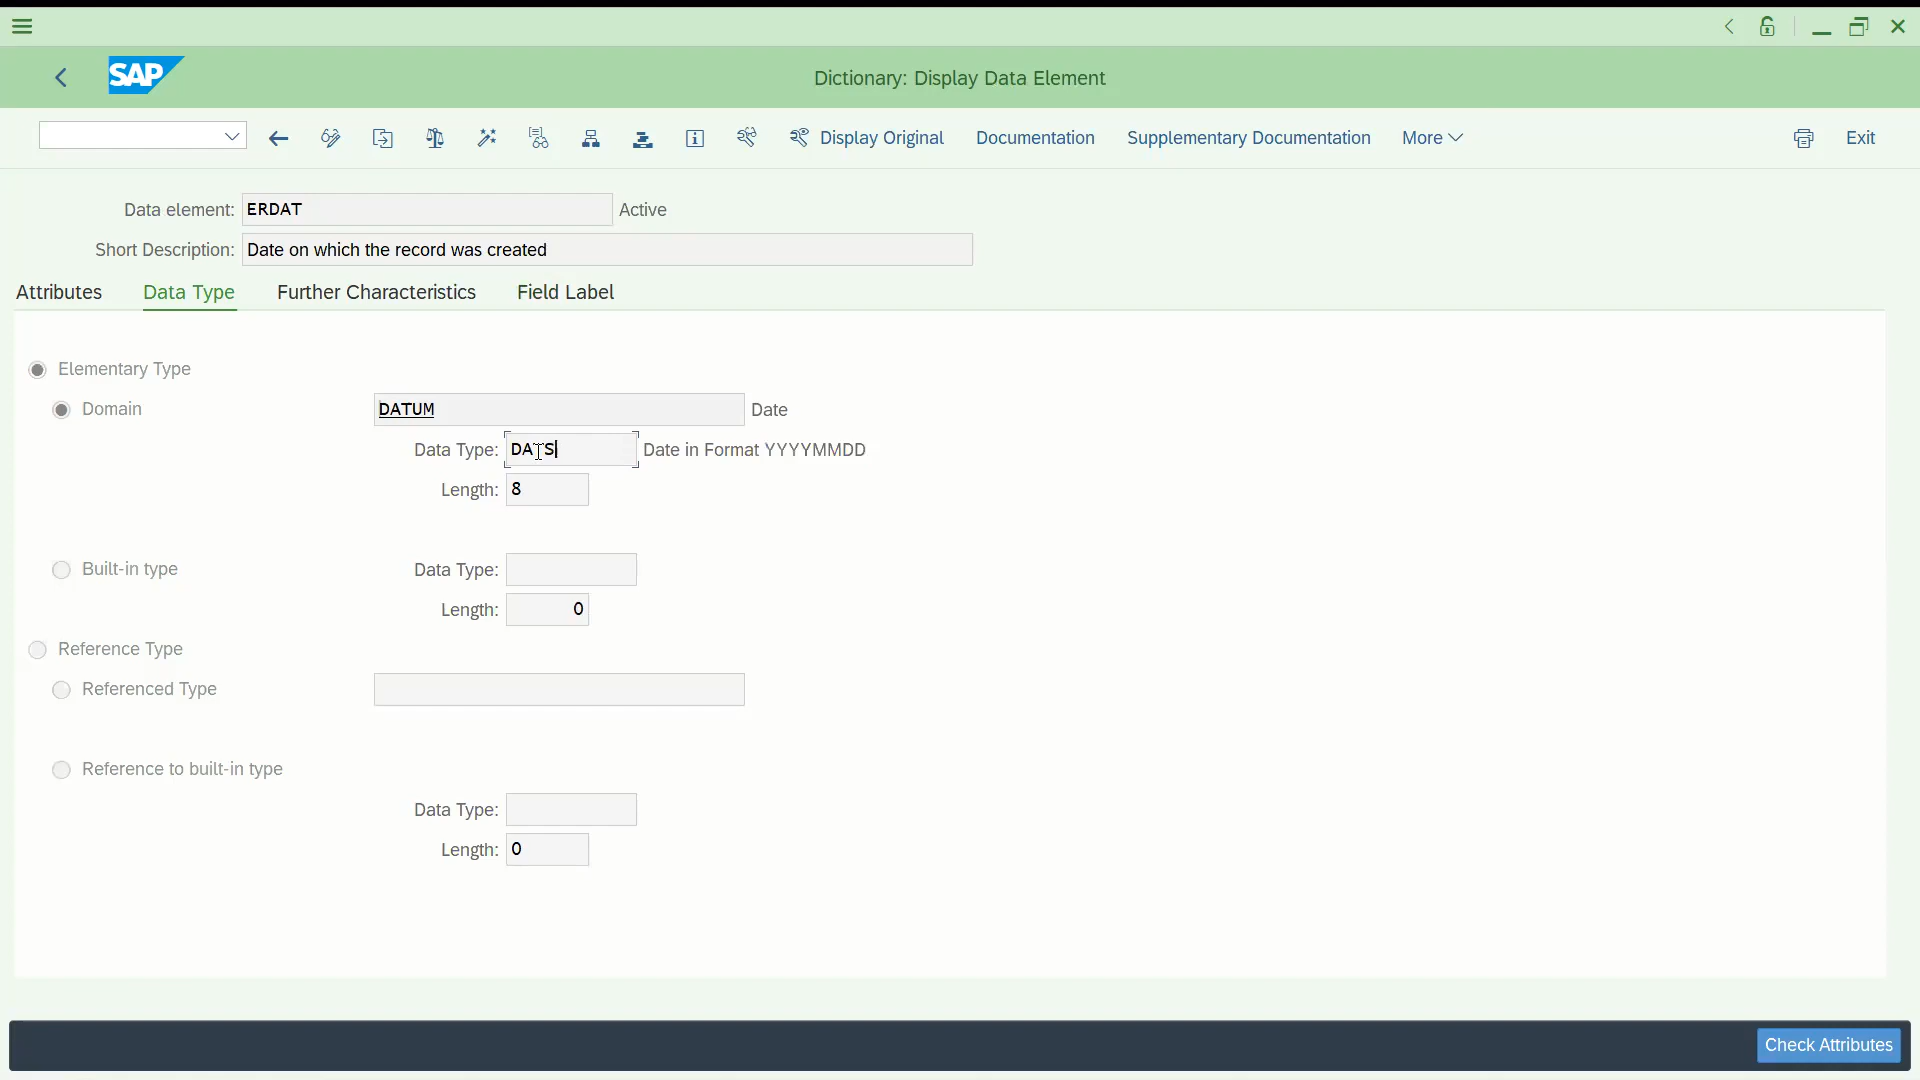 SAP
Dictionary: Display Data Element
Display Original Documentation Supplementary Documentation More Exit
Data element: ERDAT Active
Short Description: Date on which the record was created
Attributes Data Type Further Characteristics Field Label
Elementary Type
Domain DATUM Date
Data Type: DATS Date in Format YYYYMMDD
Length: 8
Built-in type Data Type:
Length: 0
Reference Type
Referenced Type
Reference to built-in type
Data Type:
Length: 0
Check Attributes